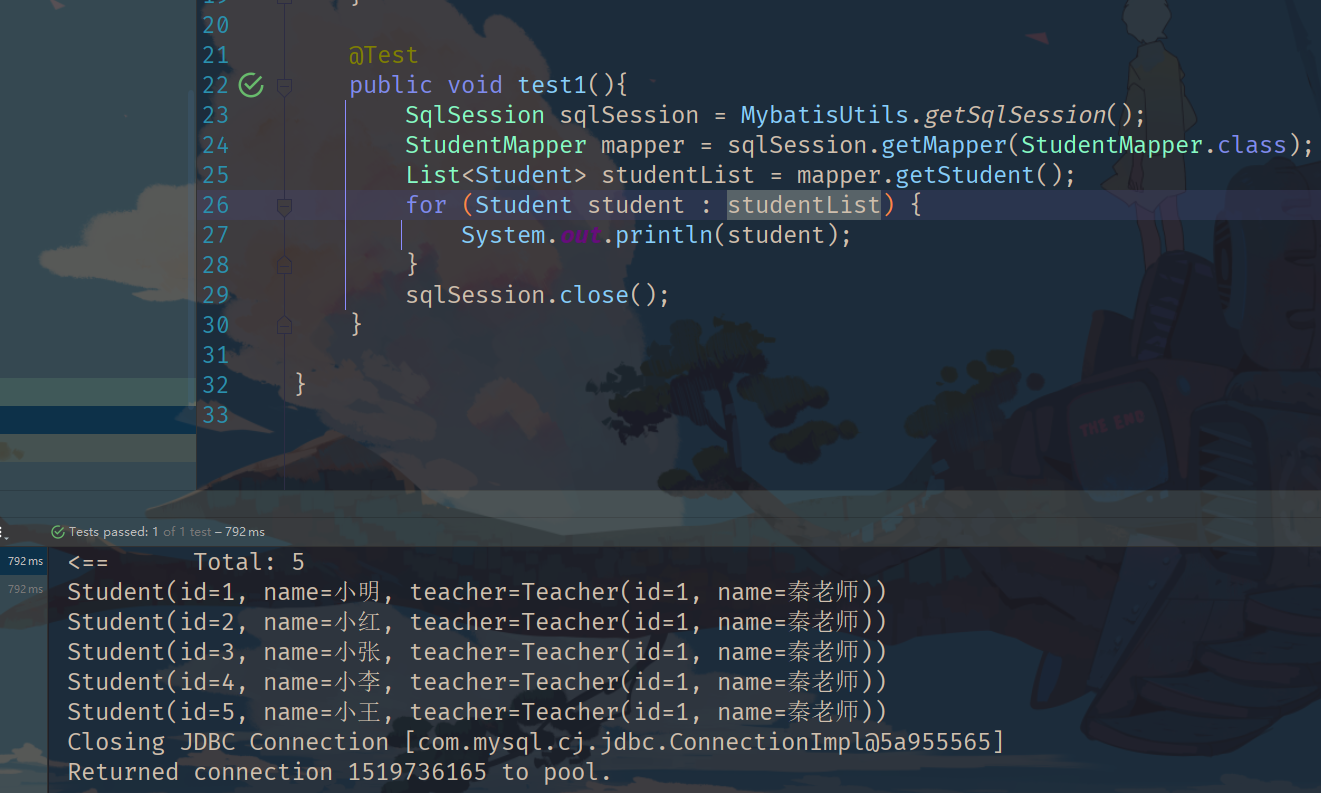 20
21 @Test
22 public void test1(){
23 SqlSession sqlSession = MybatisUtils.getSqlSession();
24 StudentMapper mapper = sqlSession.getMapper(StudentMapper.class);
25 List<Student> studentList = mapper.getStudent();
26 for (Student student : studentList) {
27 System.out.println(student);
28 }
29 sqlSession.close();
30 }
31
32 }
33
THE END
Tests passed: 1 of 1 test – 792 ms
792 ms <== Total: 5
792 ms Student(id=1, name=小明, teacher=Teacher(id=1, name=秦老师))
Student(id=2, name=小红, teacher=Teacher(id=1, name=秦老师))
Student(id=3, name=小张, teacher=Teacher(id=1, name=秦老师))
Student(id=4, name=小李, teacher=Teacher(id=1, name=秦老师))
Student(id=5, name=小王, teacher=Teacher(id=1, name=秦老师))
Closing JDBC Connection [com.mysql.cj.jdbc.ConnectionImpl@5a955565]
Returned connection 1519736165 to pool.